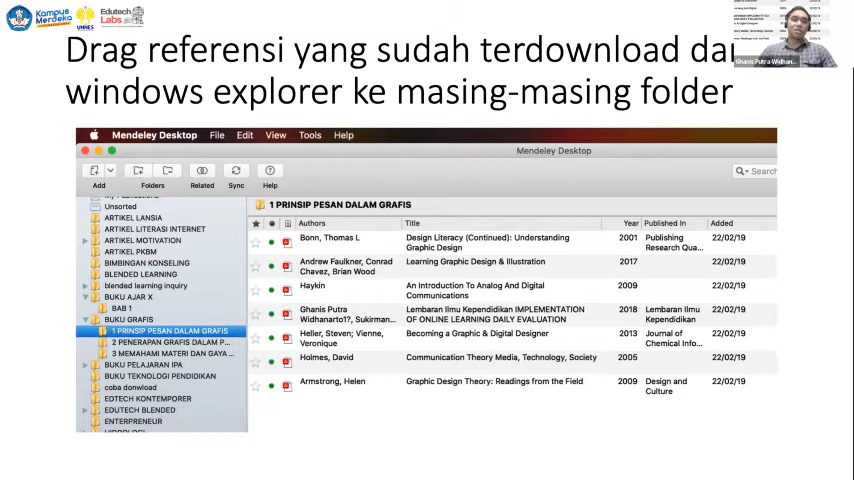 Kampus
Merdeka
INDONESIA JAYA
UNNES
Edutech
Labs
Drag referensi yang sudah terdownload
windows explorer ke masing-masing folder
Ghanis Putra Widhan...
Mendeley Desktop File Edit View Tools Help
Mendeley Desktop
Add Folders Related Sync Help
Search
Unsorted
ARTIKEL LANSIA
ARTIKEL LITERASI INTERNET
ARTIKEL MOTIVATION
ARTIKEL PKBM
BIMBINGAN KONSELING
BLENDED LEARNING
blended learning inquiry
BUKU AJAR X
BAB 1
BUKU GRAFIS
1 PRINSIP PESAN DALAM GRAFIS
2 PENERAPAN GRAFIS DALAM P...
3 MEMAHAMI MATERI DAN GAYA ...
BUKU PELAJARAN IPA
BUKU TEKNOLOGI PENDIDIKAN
coba donwload
EDTECH KONTEMPORER
EDUTECH BLENDED
ENTERPRENEUR
1 PRINSIP PESAN DALAM GRAFIS
Authors Title Year Published In Added
Bonn, Thomas L Design Literacy (Continued): Understanding 2001 Publishing 22/02/19
Graphic Design Research Qua...
Andrew Faulkner, Conrad Learning Graphic Design & Illustration 2017 22/02/19
Chavez, Brian Wood
Haykin An Introduction To Analog And Digital 2009 22/02/19
Communications
Ghanis Putra Lembaran Ilmu Kependidikan IMPLEMENTATION 2018 Lembaran Ilmu 22/02/19
Widhanarto1?, Sukirman... OF ONLINE LEARNING DAILY EVALUATION Kependidikan
Heller, Steven; Vienne, Becoming a Graphic & Digital Designer 2013 Journal of 22/02/19
Veronique Chemical Info...
Holmes, David Communication Theory Media, Technology, Society 2005 22/02/19
Armstrong, Helen Graphic Design Theory: Readings from the Field 2009 Design and 22/02/19
Culture